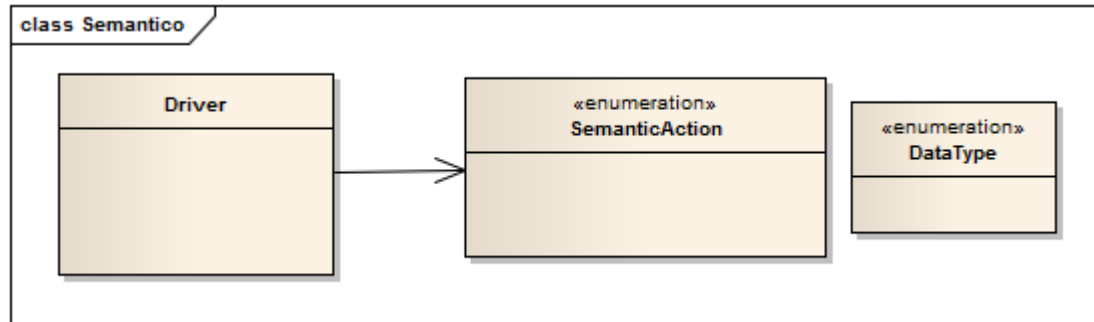 class Semantico
Driver
«enumeration»
SemanticAction
«enumeration»
DataType